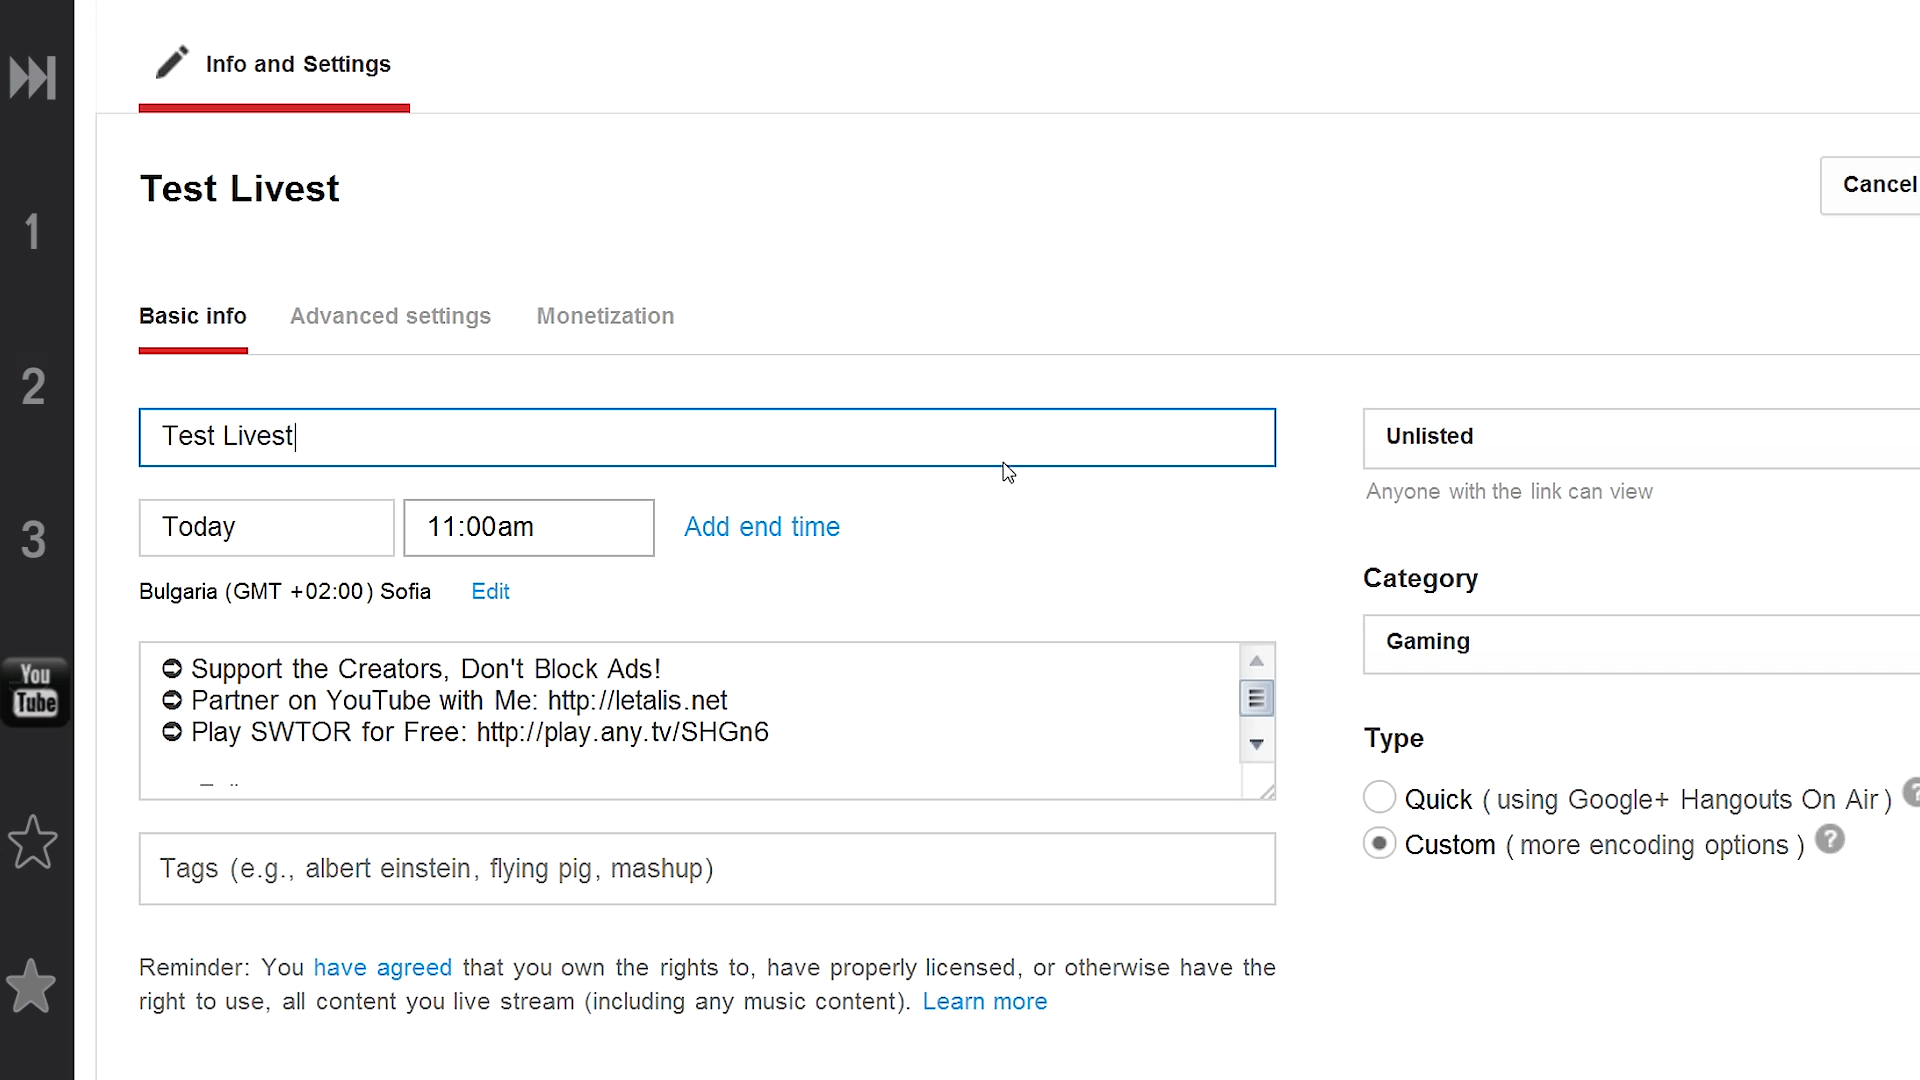 Info and Settings
Test Livest
Cancel
1
Basic info Advanced settings Monetization
2
Test Livest
Unlisted
Anyone with the link can view
Today 11:00am Add end time
3
Bulgaria (GMT +02:00) Sofia Edit
Category
Gaming
Support the Creators, Don't Block Ads!
Partner on YouTube with Me: http://letalis.net
Play SWTOR for Free: http://play.any.tv/SHGn6
You
Tube
Type
Quick (using Google+ Hangouts On Air) ?
Custom (more encoding options) ?
Tags (e.g., albert einstein, flying pig, mashup)
Reminder: You have agreed that you own the rights to, have properly licensed, or otherwise have the
right to use, all content you live stream (including any music content). Learn more